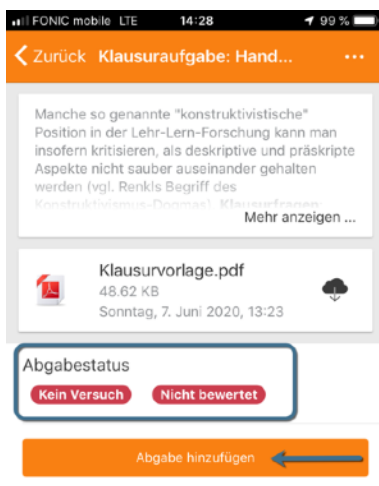 FONIC mobile LTE 14:28 99 %
Zurück Klausuraufgabe: Hand... ...
Manche so genannte "konstruktivistische"
Position in der Lehr-Lern-Forschung kann man
insofern kritisieren, als deskriptive und präskripte
Aspekte nicht sauber auseinander gehalten
werden (vgl. Renkls Begriff des
Konstruktivismus-Dogmas). Klausurfragen:
Mehr anzeigen ...
Klausurvorlage.pdf
48.62 KB
Sonntag, 7. Juni 2020, 13:23
Abgabestatus
Kein Versuch Nicht bewertet
Abgabe hinzufügen